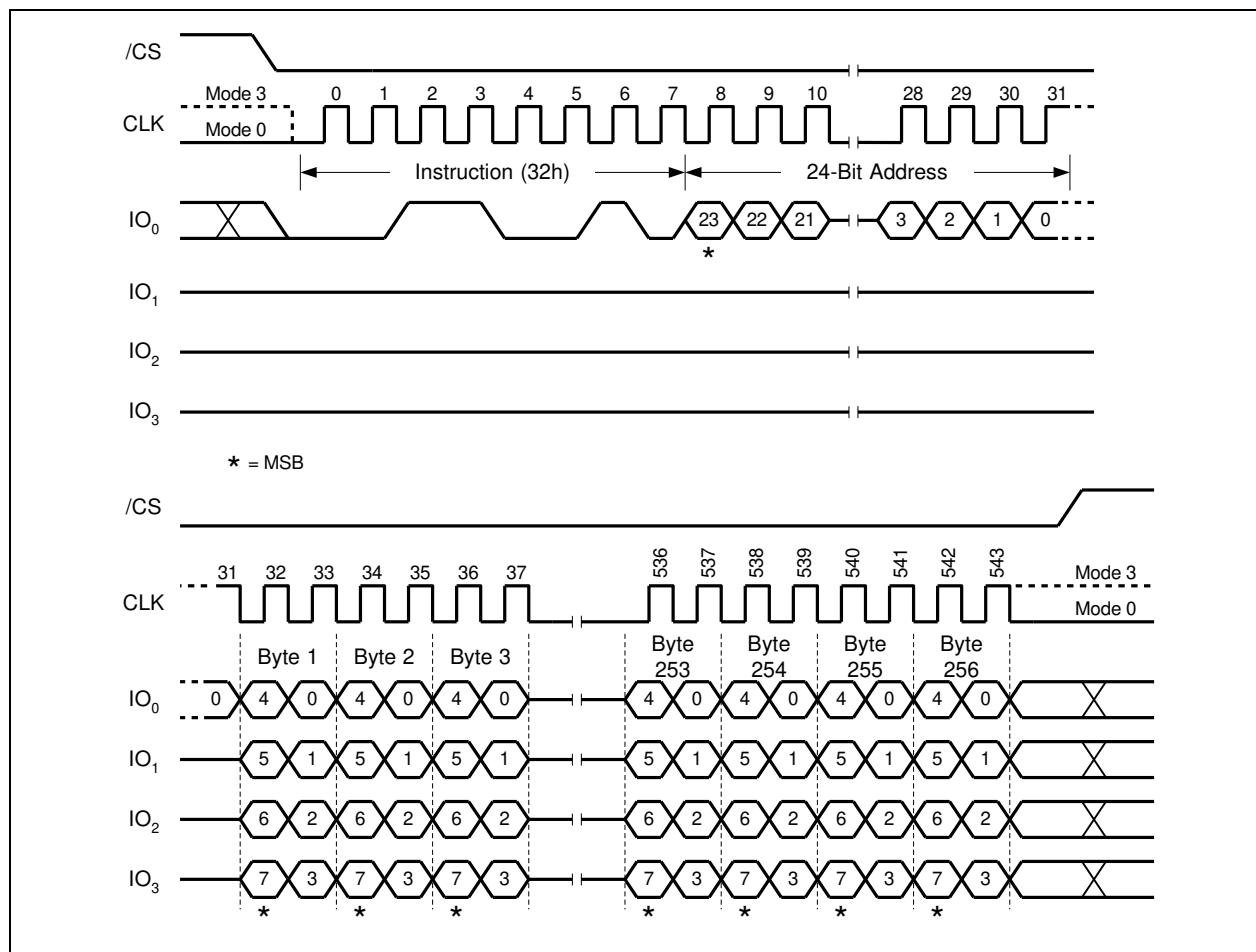 /CS
Mode 3
0 1 2 3 4 5 6 7 8 9 10 28 29 30 31
CLK
Mode 0
Instruction (32h) 24-Bit Address
IO0
23 22 21 3 2 1 0
*
IO1
IO2
IO3
* = MSB
/CS
31 32 33 34 35 36 37 536 537 538 539 540 541 542 543
Mode 3
CLK
Mode 0
Byte 1 Byte 2 Byte 3 Byte 253 Byte 254 Byte 255 Byte 256
IO0 0 4 0 4 0 4 0 4 0 4 0 4 0 4 0
IO1 5 1 5 1 5 1 5 1 5 1 5 1 5 1
IO2 6 2 6 2 6 2 6 2 6 2 6 2 6 2
IO3 7 3 7 3 7 3 7 3 7 3 7 3 7 3
* * * * * * *